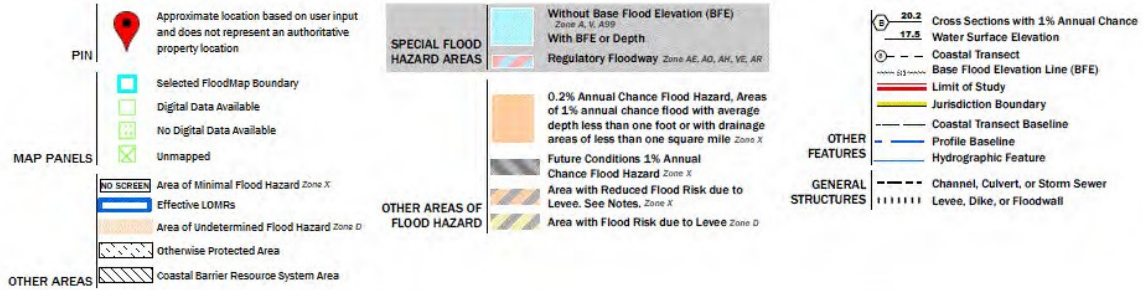 PIN
Approximate location based on user input
and does not represent an authoritative
property location
MAP PANELS
Selected FloodMap Boundary
Digital Data Available
No Digital Data Available
Unmapped
OTHER AREAS
NO SCREEN Area of Minimal Flood Hazard Zone X
Effective LOMRs
Area of Undetermined Flood Hazard Zone D
Otherwise Protected Area
Coastal Barrier Resource System Area
SPECIAL FLOOD
HAZARD AREAS
Without Base Flood Elevation (BFE)
Zone A, V, A99
With BFE or Depth
Regulatory Floodway Zone AE, AO, AH, VE, AR
OTHER AREAS OF
FLOOD HAZARD
0.2% Annual Chance Flood Hazard, Areas
of 1% annual chance flood with average
depth less than one foot or with drainage
areas of less than one square mile Zone X
Future Conditions 1% Annual
Chance Flood Hazard Zone X
Area with Reduced Flood Risk due to
Levee. See Notes. Zone X
Area with Flood Risk due to Levee Zone D
OTHER
FEATURES
B 20.2 Cross Sections with 1% Annual Chance
17.5 Water Surface Elevation
8 Coastal Transect
513 Base Flood Elevation Line (BFE)
Limit of Study
Jurisdiction Boundary
Coastal Transect Baseline
Profile Baseline
Hydrographic Feature
GENERAL
STRUCTURES
Channel, Culvert, or Storm Sewer
Levee, Dike, or Floodwall